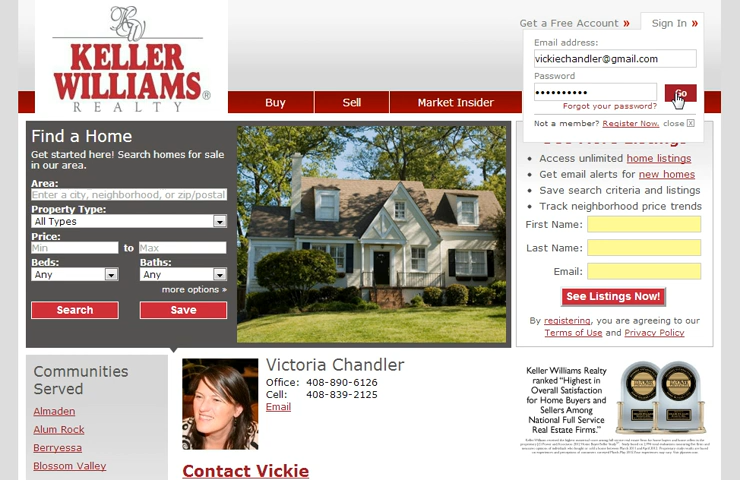 KW
KELLER
WILLIAMS®
REALTY
Get a Free Account »
Sign In »
Email address:
vickiechandler@gmail.com
Password
••••••••••
Go
Forgot your password?
Not a member? Register Now. close X
Buy
Sell
Market Insider
Find a Home
Get started here! Search homes for sale
in our area.
Area:
Enter a city, neighborhood, or zip/postal
Property Type:
All Types
Price:
Min to Max
Beds: Baths:
Any Any
more options »
Search Save
• Access unlimited home listings
• Get email alerts for new homes
• Save search criteria and listings
• Track neighborhood price trends
First Name:
Last Name:
Email:
See Listings Now!
By registering, you are agreeing to our
Terms of Use and Privacy Policy
Communities
Served
Almaden
Alum Rock
Berryessa
Blossom Valley
Victoria Chandler
Office: 408-890-6126
Cell: 408-839-2125
Email
Contact Vickie
Keller Williams Realty
ranked "Highest in
Overall Satisfaction
for Home Buyers and
Sellers Among
National Full Service
Real Estate Firms."